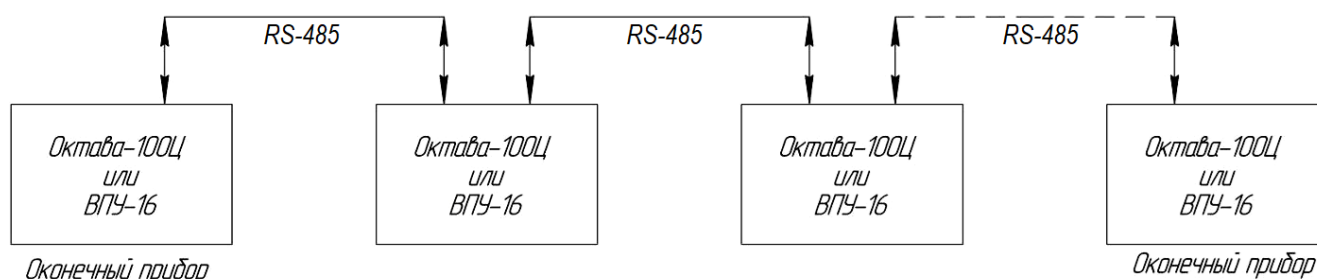 RS-485
RS-485
RS-485
Октава-100Ц
или
ВПУ-16
Октава-100Ц
или
ВПУ-16
Октава-100Ц
или
ВПУ-16
Октава-100Ц
или
ВПУ-16
Оконечный прибор
Оконечный прибор